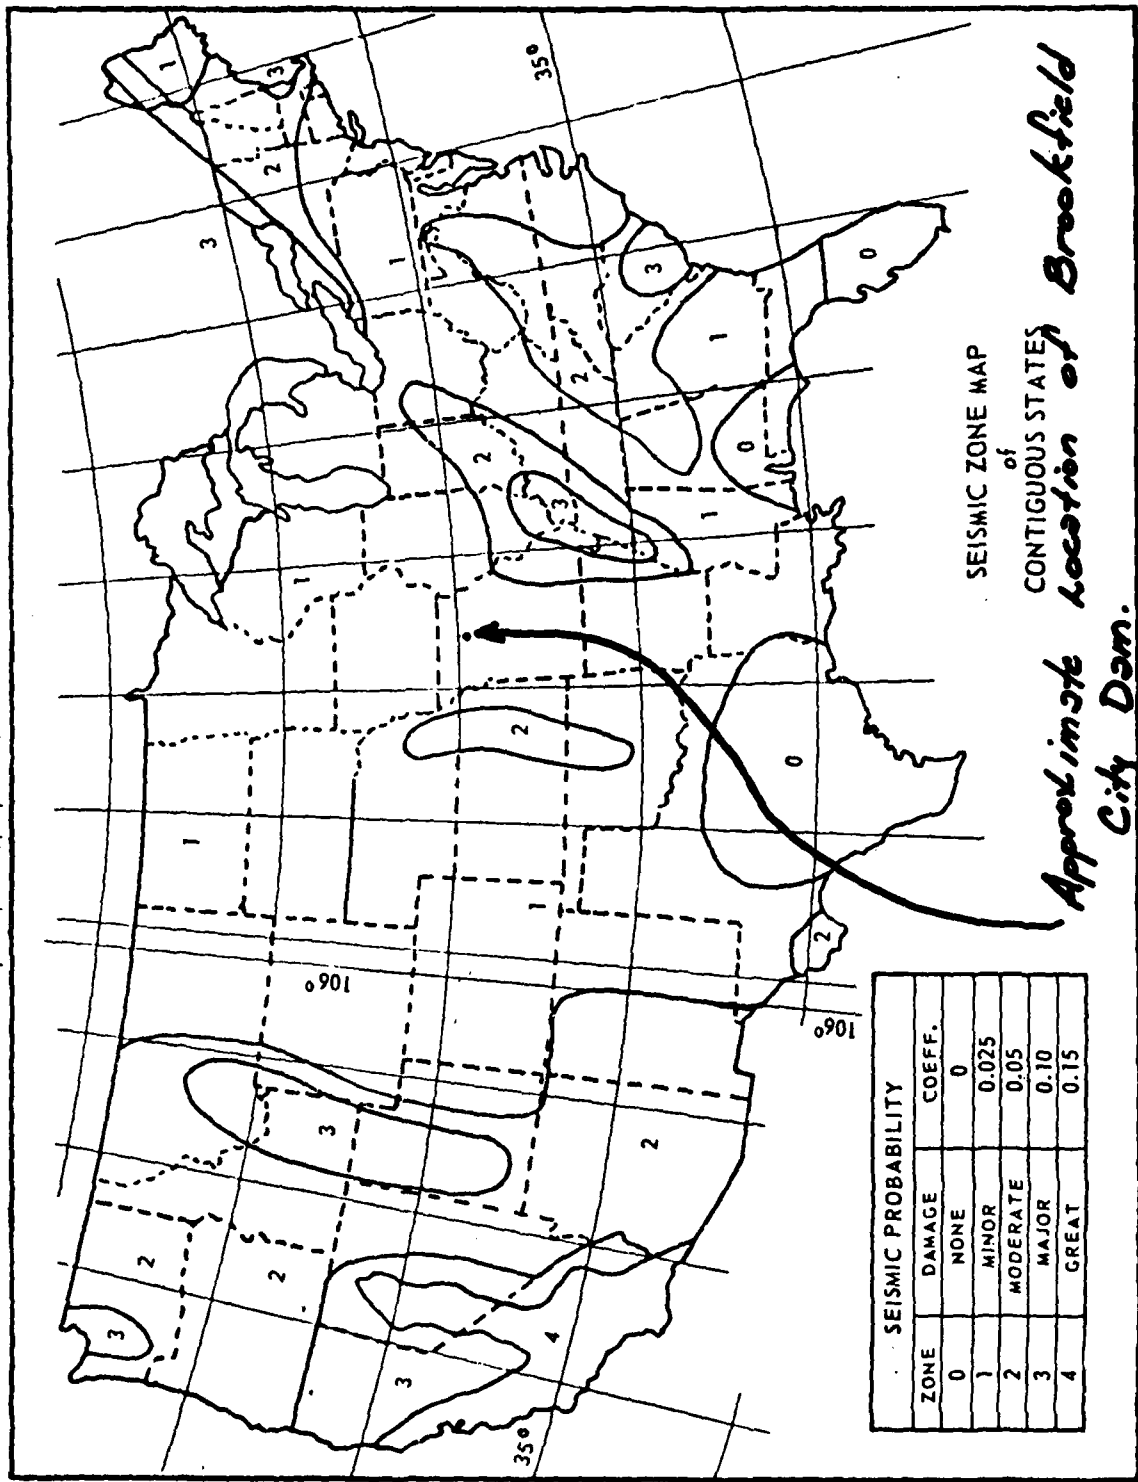 3
2
1
1
3
2
3
2
1
106°
3
1
3
2
2
35°
1
35°
4
3
2
2
3
1
1
0
0
2
106°
0
SEISMIC PROBABILITY
ZONE DAMAGE COEFF.
0 NONE 0
1 MINOR 0.025
2 MODERATE 0.05
3 MAJOR 0.10
4 GREAT 0.15
SEISMIC ZONE MAP
of
CONTIGUOUS STATES
Approximate Location of Brookfield
City Dam.